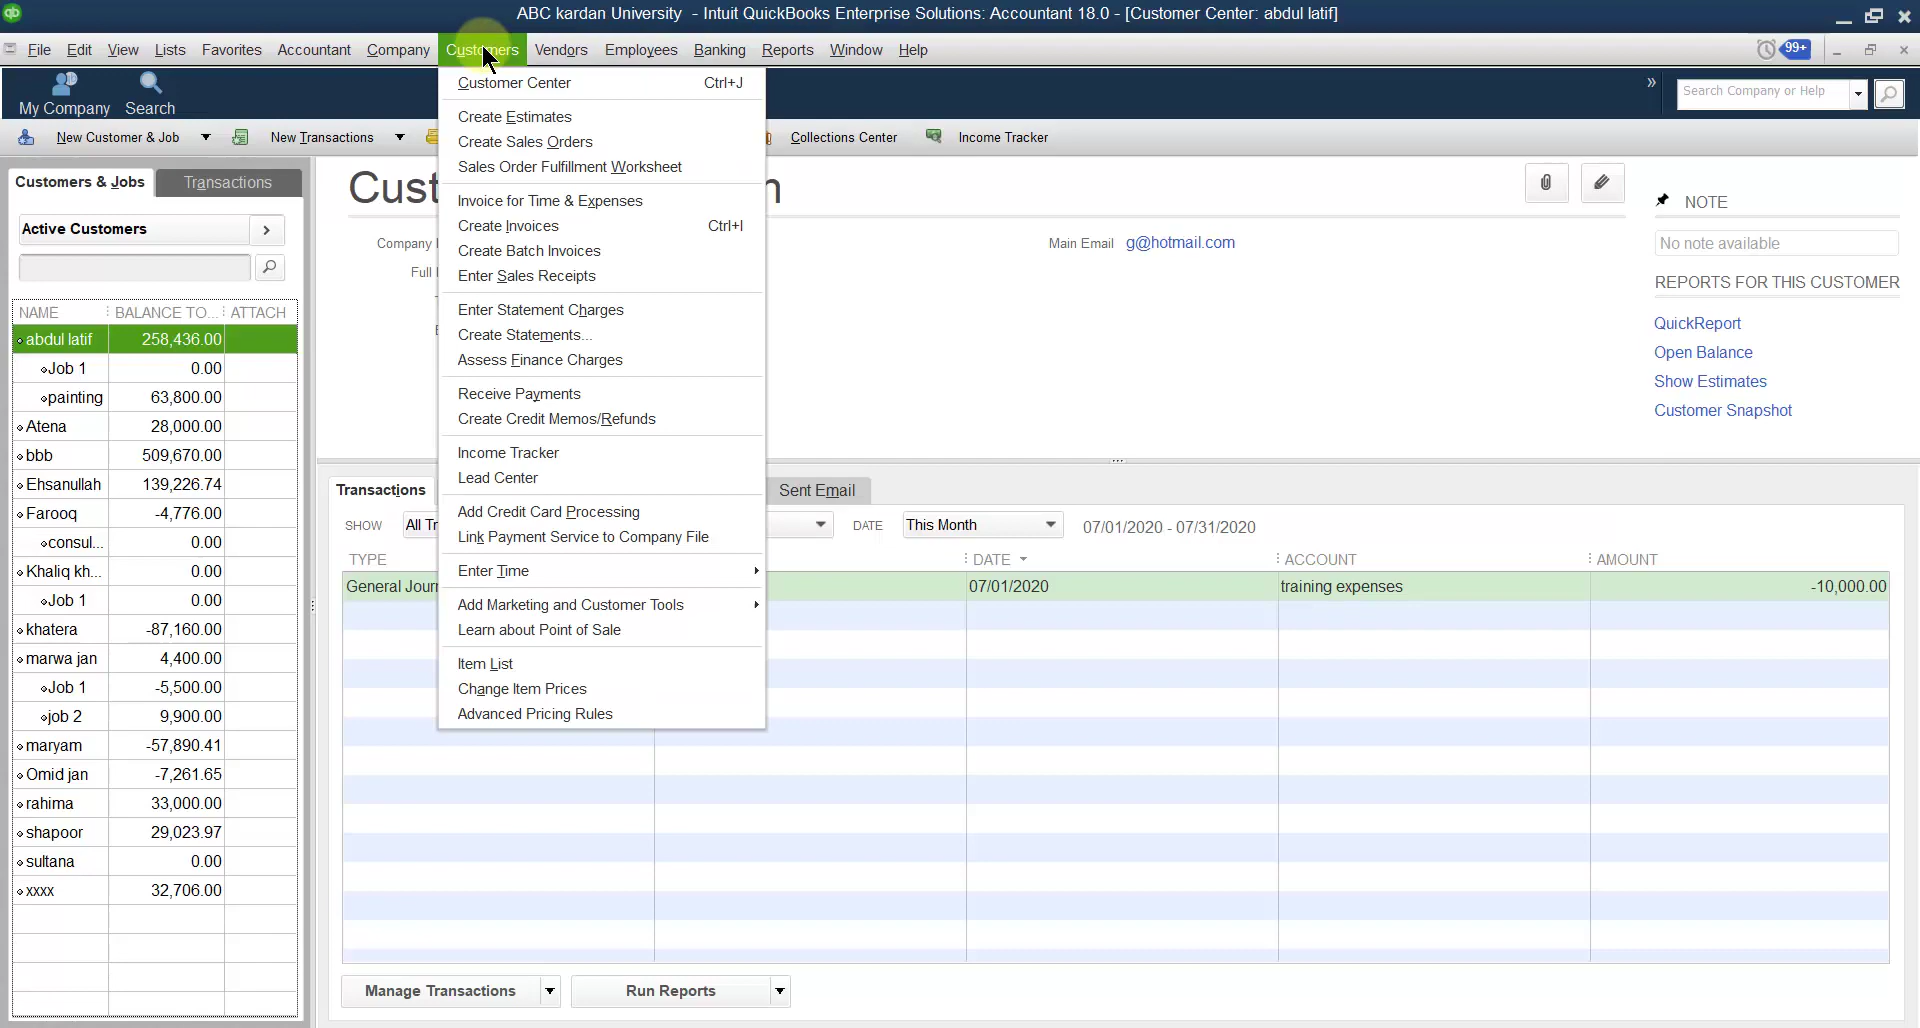 ABC kardan University - Intuit QuickBooks Enterprise Solutions: Accountant 18.0 - [Customer Center: abdul latif]
File Edit View Lists Favorites Accountant Company Customers Vendors Employees Banking Reports Window Help
99+
My Company Search
Search Company or Help
New Customer & Job New Transactions Collections Center Income Tracker
Customer Center Ctrl+J
Create Estimates
Create Sales Orders
Sales Order Fulfillment Worksheet
Invoice for Time & Expenses
Create Invoices Ctrl+I
Create Batch Invoices
Enter Sales Receipts
Enter Statement Charges
Create Statements...
Assess Finance Charges
Receive Payments
Create Credit Memos/Refunds
Income Tracker
Lead Center
Add Credit Card Processing
Link Payment Service to Company File
Enter Time
Add Marketing and Customer Tools
Learn about Point of Sale
Item List
Change Item Prices
Advanced Pricing Rules
Customers & Jobs Transactions
Active Customers
NAME BALANCE TO... ATTACH
abdul latif 258,436.00
Job 1 0.00
painting 63,800.00
Atena 28,000.00
bbb 509,670.00
Ehsanullah 139,226.74
Farooq -4,776.00
consul... 0.00
Khaliq kh... 0.00
Job 1 0.00
khatera -87,160.00
marwa jan 4,400.00
Job 1 -5,500.00
job 2 9,900.00
maryam -57,890.41
Omid jan -7,261.65
rahima 33,000.00
shapoor 29,023.97
sultana 0.00
xxxx 32,706.00
Cust n
Company
Full
Main Email g@hotmail.com
NOTE
No note available
REPORTS FOR THIS CUSTOMER
QuickReport
Open Balance
Show Estimates
Customer Snapshot
Transactions Sent Email
SHOW All Tr DATE This Month 07/01/2020 - 07/31/2020
TYPE DATE ACCOUNT AMOUNT
General Journ 07/01/2020 training expenses -10,000.00
Manage Transactions Run Reports